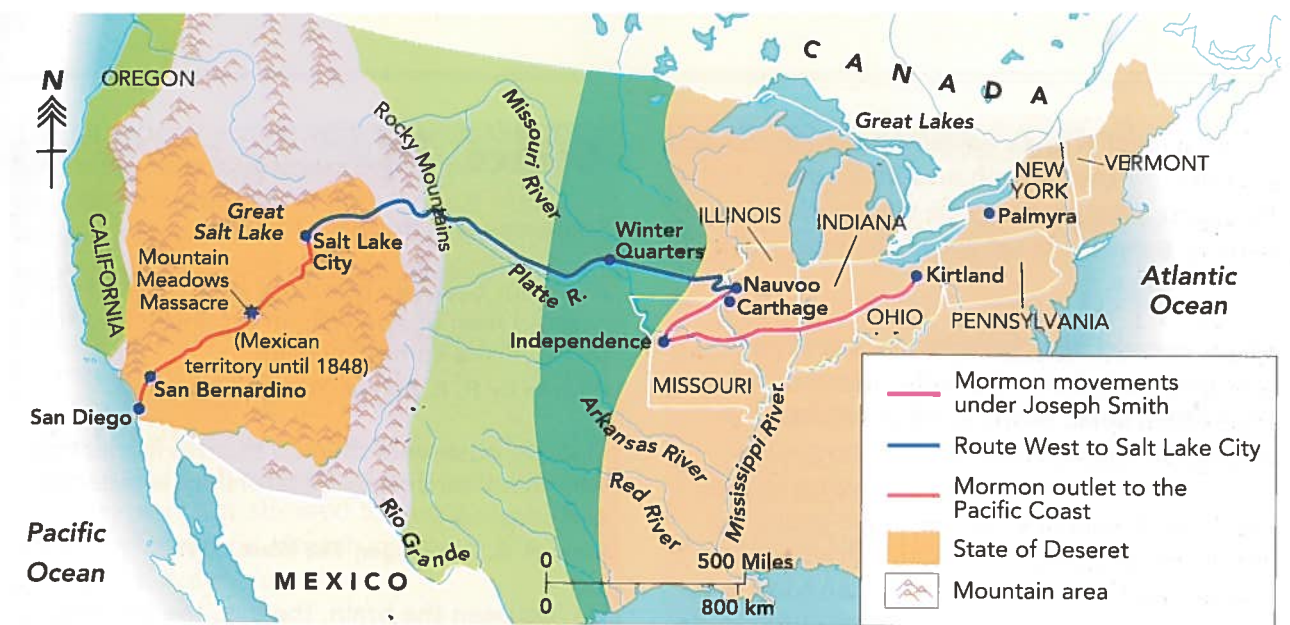 CANADA
N
OREGON
Rocky Mountains
Missouri River
Great Lakes
NEW
YORK
VERMONT
Palmyra
ILLINOIS
INDIANA
Great
Salt Lake
Salt Lake
City
Winter
Quarters
CALIFORNIA
Mountain
Meadows
Massacre
Platte R.
Nauvoo
Carthage
Kirtland
Atlantic
Ocean
OHIO
PENNSYLVANIA
Independence
(Mexican
territory until 1848)
San Bernardino
San Diego
MISSOURI
Arkansas River
Mississippi River
Red River
Rio Grande
Pacific
Ocean
MEXICO
0 500 Miles
0 800 km
Mormon movements
under Joseph Smith
Route West to Salt Lake City
Mormon outlet to the
Pacific Coast
State of Deseret
Mountain area